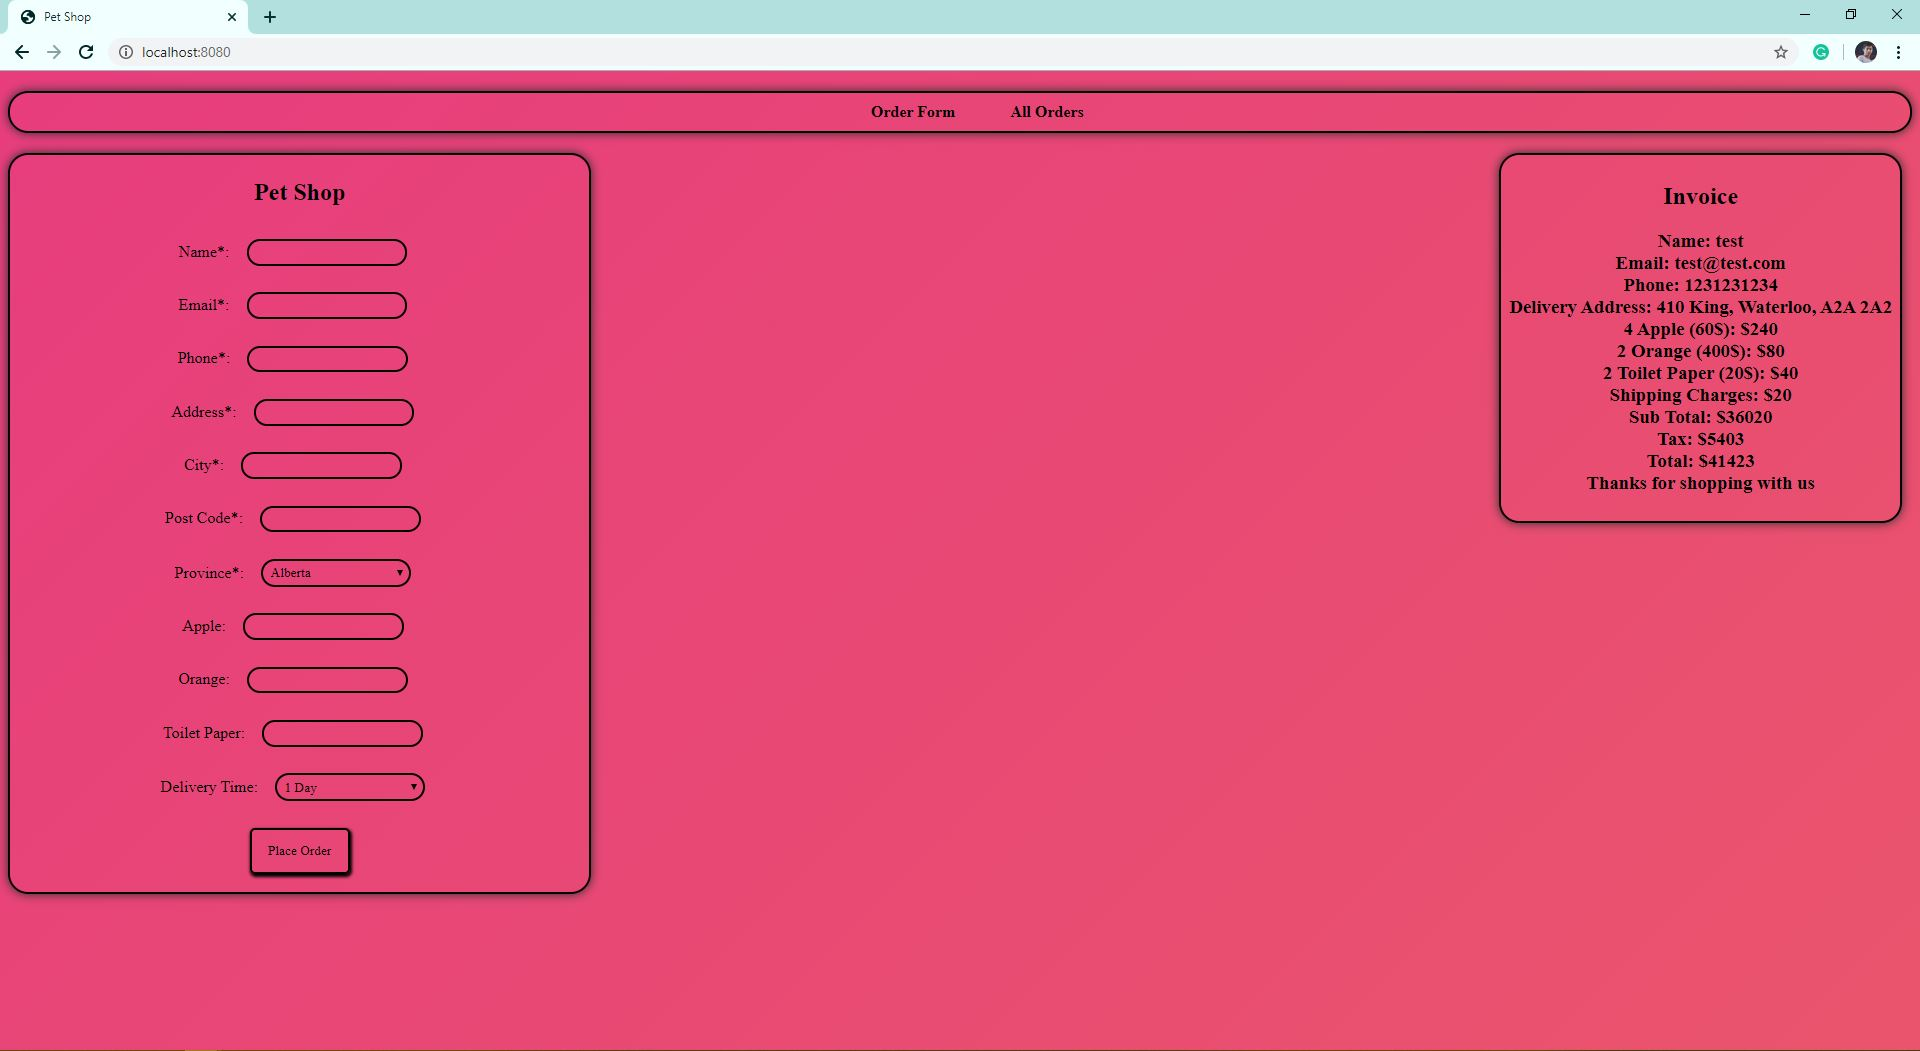 Pet Shop
localhost:8080
Order Form All Orders
Pet Shop
Name*:
Email*:
Phone*:
Address*:
City*:
Post Code*:
Province*: Alberta
Apple:
Orange:
Toilet Paper:
Delivery Time: 1 Day
Place Order
Invoice
Name: test
Email: test@test.com
Phone: 1231231234
Delivery Address: 410 King, Waterloo, A2A 2A2
4 Apple (60$): $240
2 Orange (400$): $80
2 Toilet Paper (20$): $40
Shipping Charges: $20
Sub Total: $36020
Tax: $5403
Total: $41423
Thanks for shopping with us